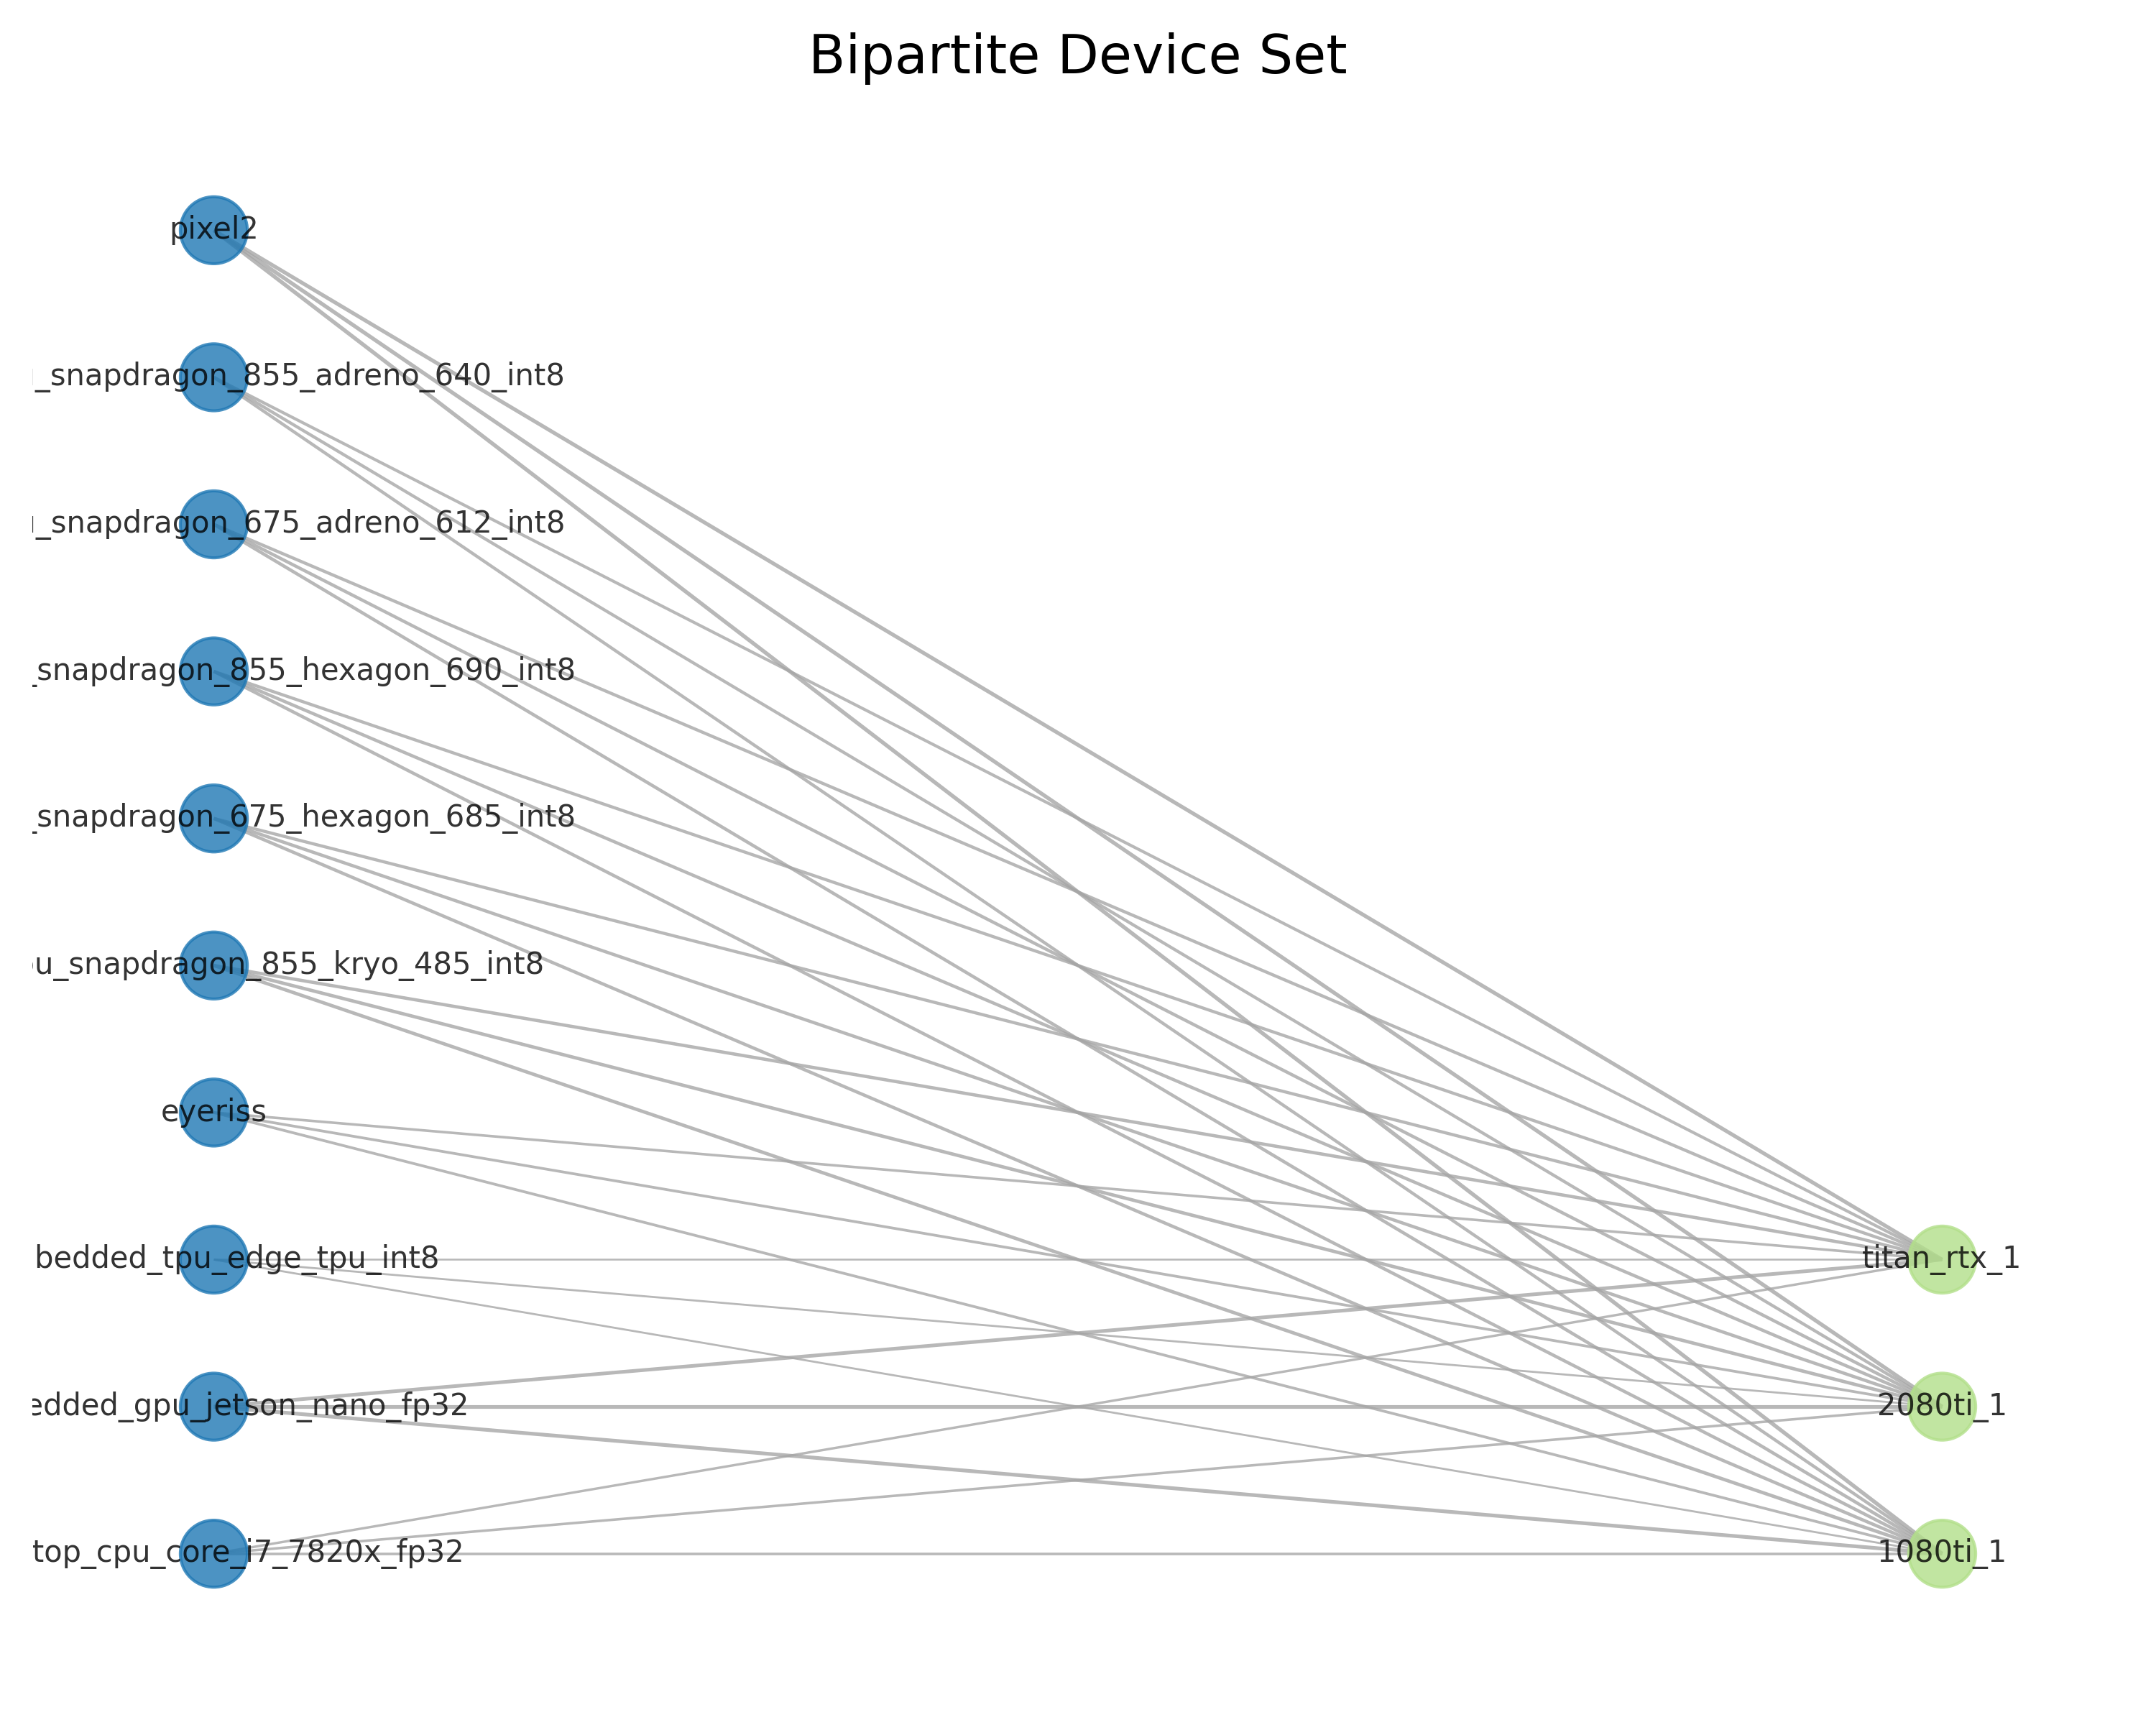 Bipartite Device Set
pixel2
_snapdragon_855_adreno_640_int8
_snapdragon_675_adreno_612_int8
_snapdragon_855_hexagon_690_int8
_snapdragon_675_hexagon_685_int8
u_snapdragon_855_kryo_485_int8
eyeriss
bedded_tpu_edge_tpu_int8
titan_rtx_1
edded_gpu_jetson_nano_fp32
2080ti_1
top_cpu_core_i7_7820x_fp32
1080ti_1